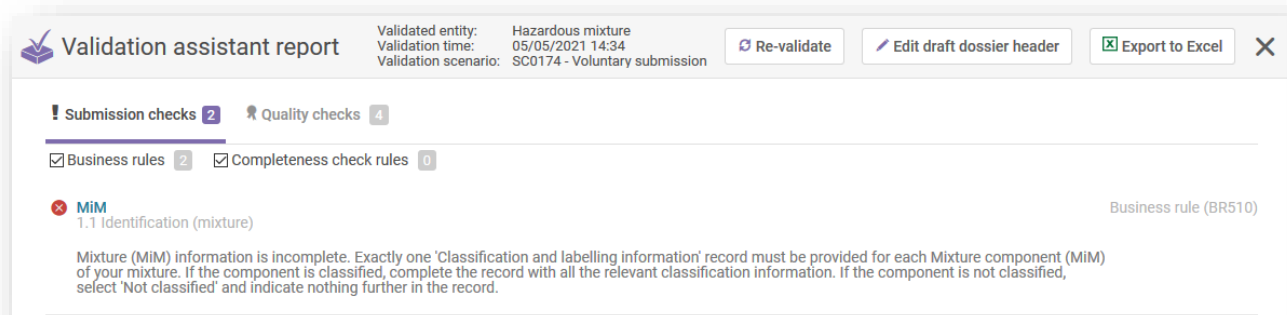 Validation assistant report
Validated entity: Hazardous mixture
Validation time: 05/05/2021 14:34
Validation scenario: SC0174 - Voluntary submission
Re-validate
Edit draft dossier header
Export to Excel
Submission checks 2
Quality checks 4
Business rules 2
Completeness check rules 0
MiM
Business rule (BR510)
1.1 Identification (mixture)
Mixture (MiM) information is incomplete. Exactly one 'Classification and labelling information' record must be provided for each Mixture component (MiM)
of your mixture. If the component is classified, complete the record with all the relevant classification information. If the component is not classified,
select 'Not classified' and indicate nothing further in the record.